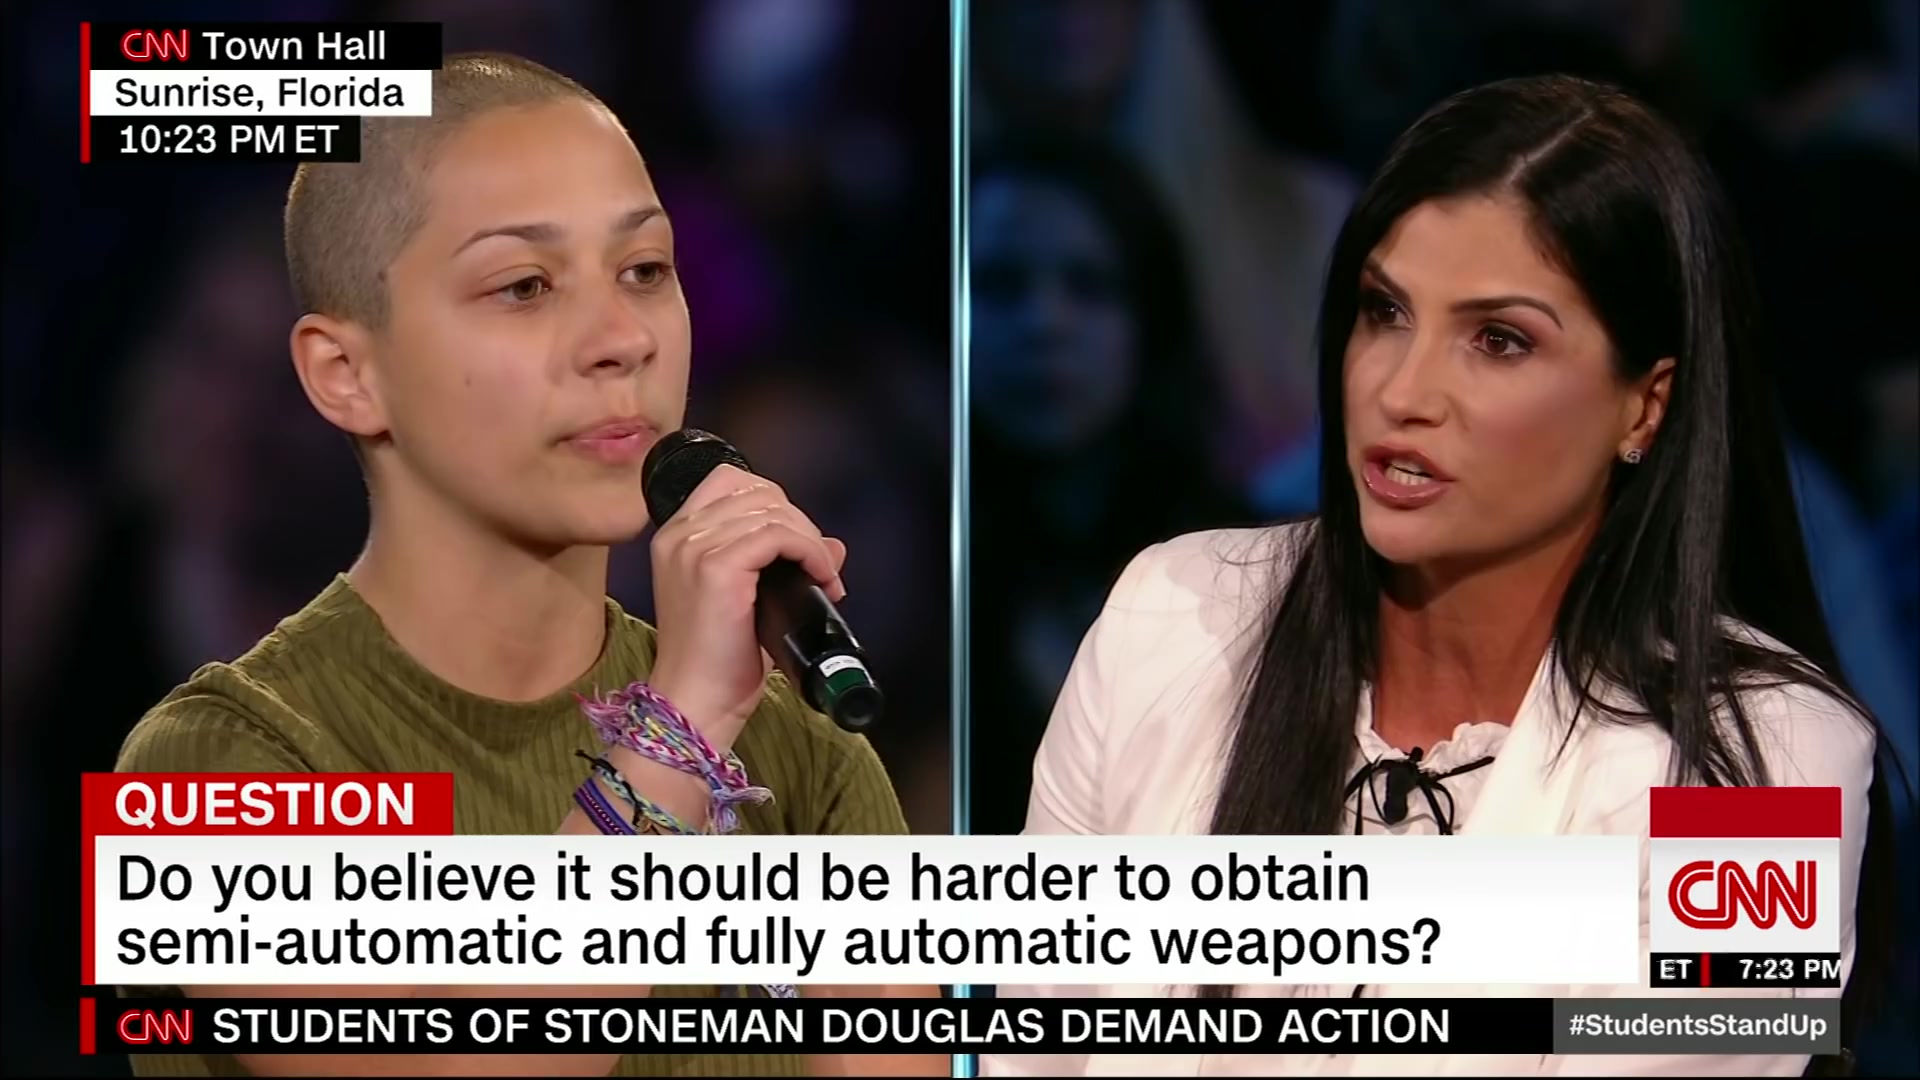 CNN Town Hall
Sunrise, Florida
10:23 PM ET
QUESTION
Do you believe it should be harder to obtain
semi-automatic and fully automatic weapons?
CNN
ET 7:23 PM
CNN STUDENTS OF STONEMAN DOUGLAS DEMAND ACTION
#StudentsStandUp